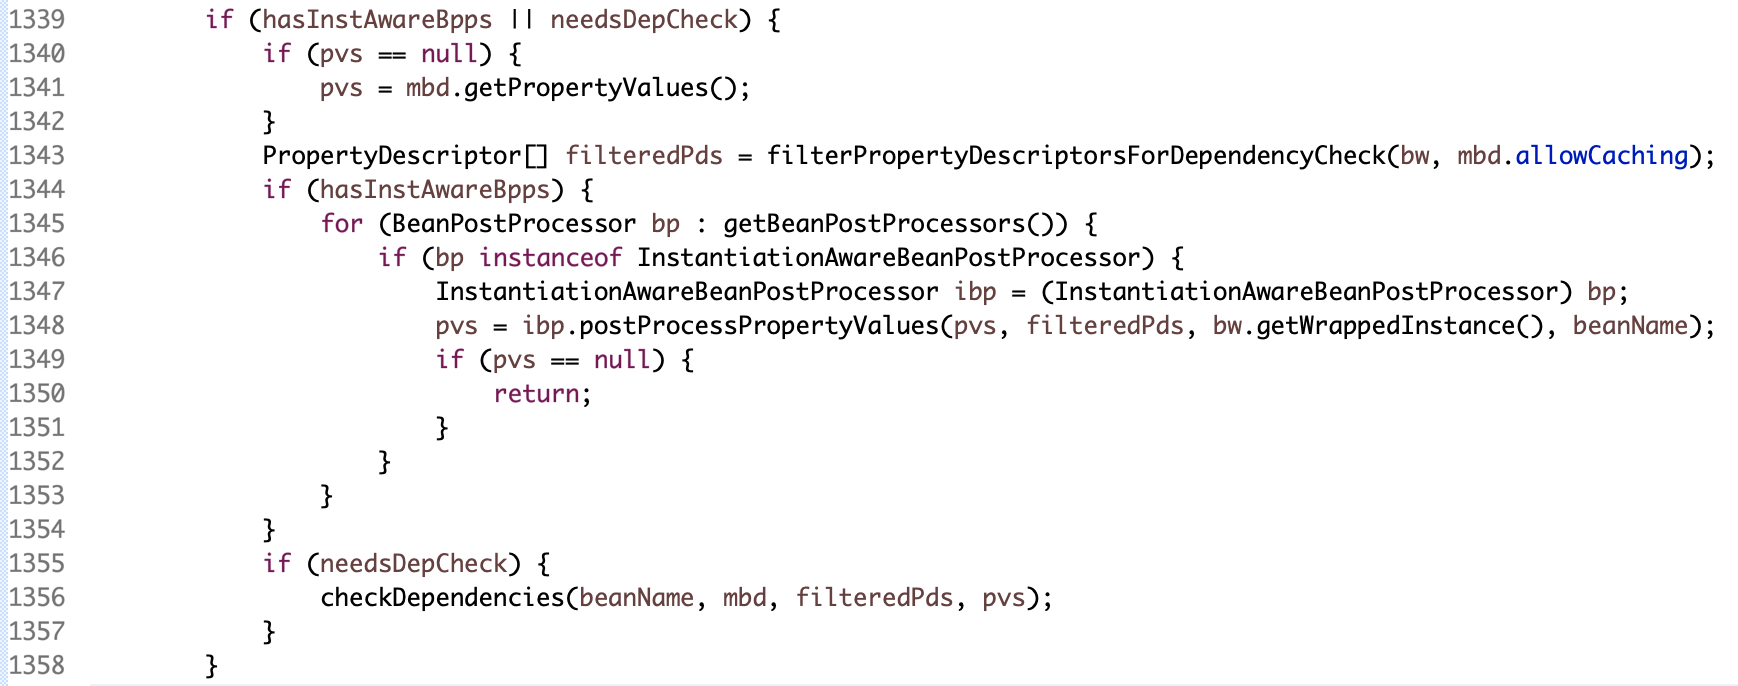 1339 if (hasInstAwareBpps || needsDepCheck) {
1340 if (pvs == null) {
1341 pvs = mbd.getPropertyValues();
1342 }
1343 PropertyDescriptor[] filteredPds = filterPropertyDescriptorsForDependencyCheck(bw, mbd.allowCaching);
1344 if (hasInstAwareBpps) {
1345 for (BeanPostProcessor bp : getBeanPostProcessors()) {
1346 if (bp instanceof InstantiationAwareBeanPostProcessor) {
1347 InstantiationAwareBeanPostProcessor ibp = (InstantiationAwareBeanPostProcessor) bp;
1348 pvs = ibp.postProcessPropertyValues(pvs, filteredPds, bw.getWrappedInstance(), beanName);
1349 if (pvs == null) {
1350 return;
1351 }
1352 }
1353 }
1354 }
1355 if (needsDepCheck) {
1356 checkDependencies(beanName, mbd, filteredPds, pvs);
1357 }
1358 }